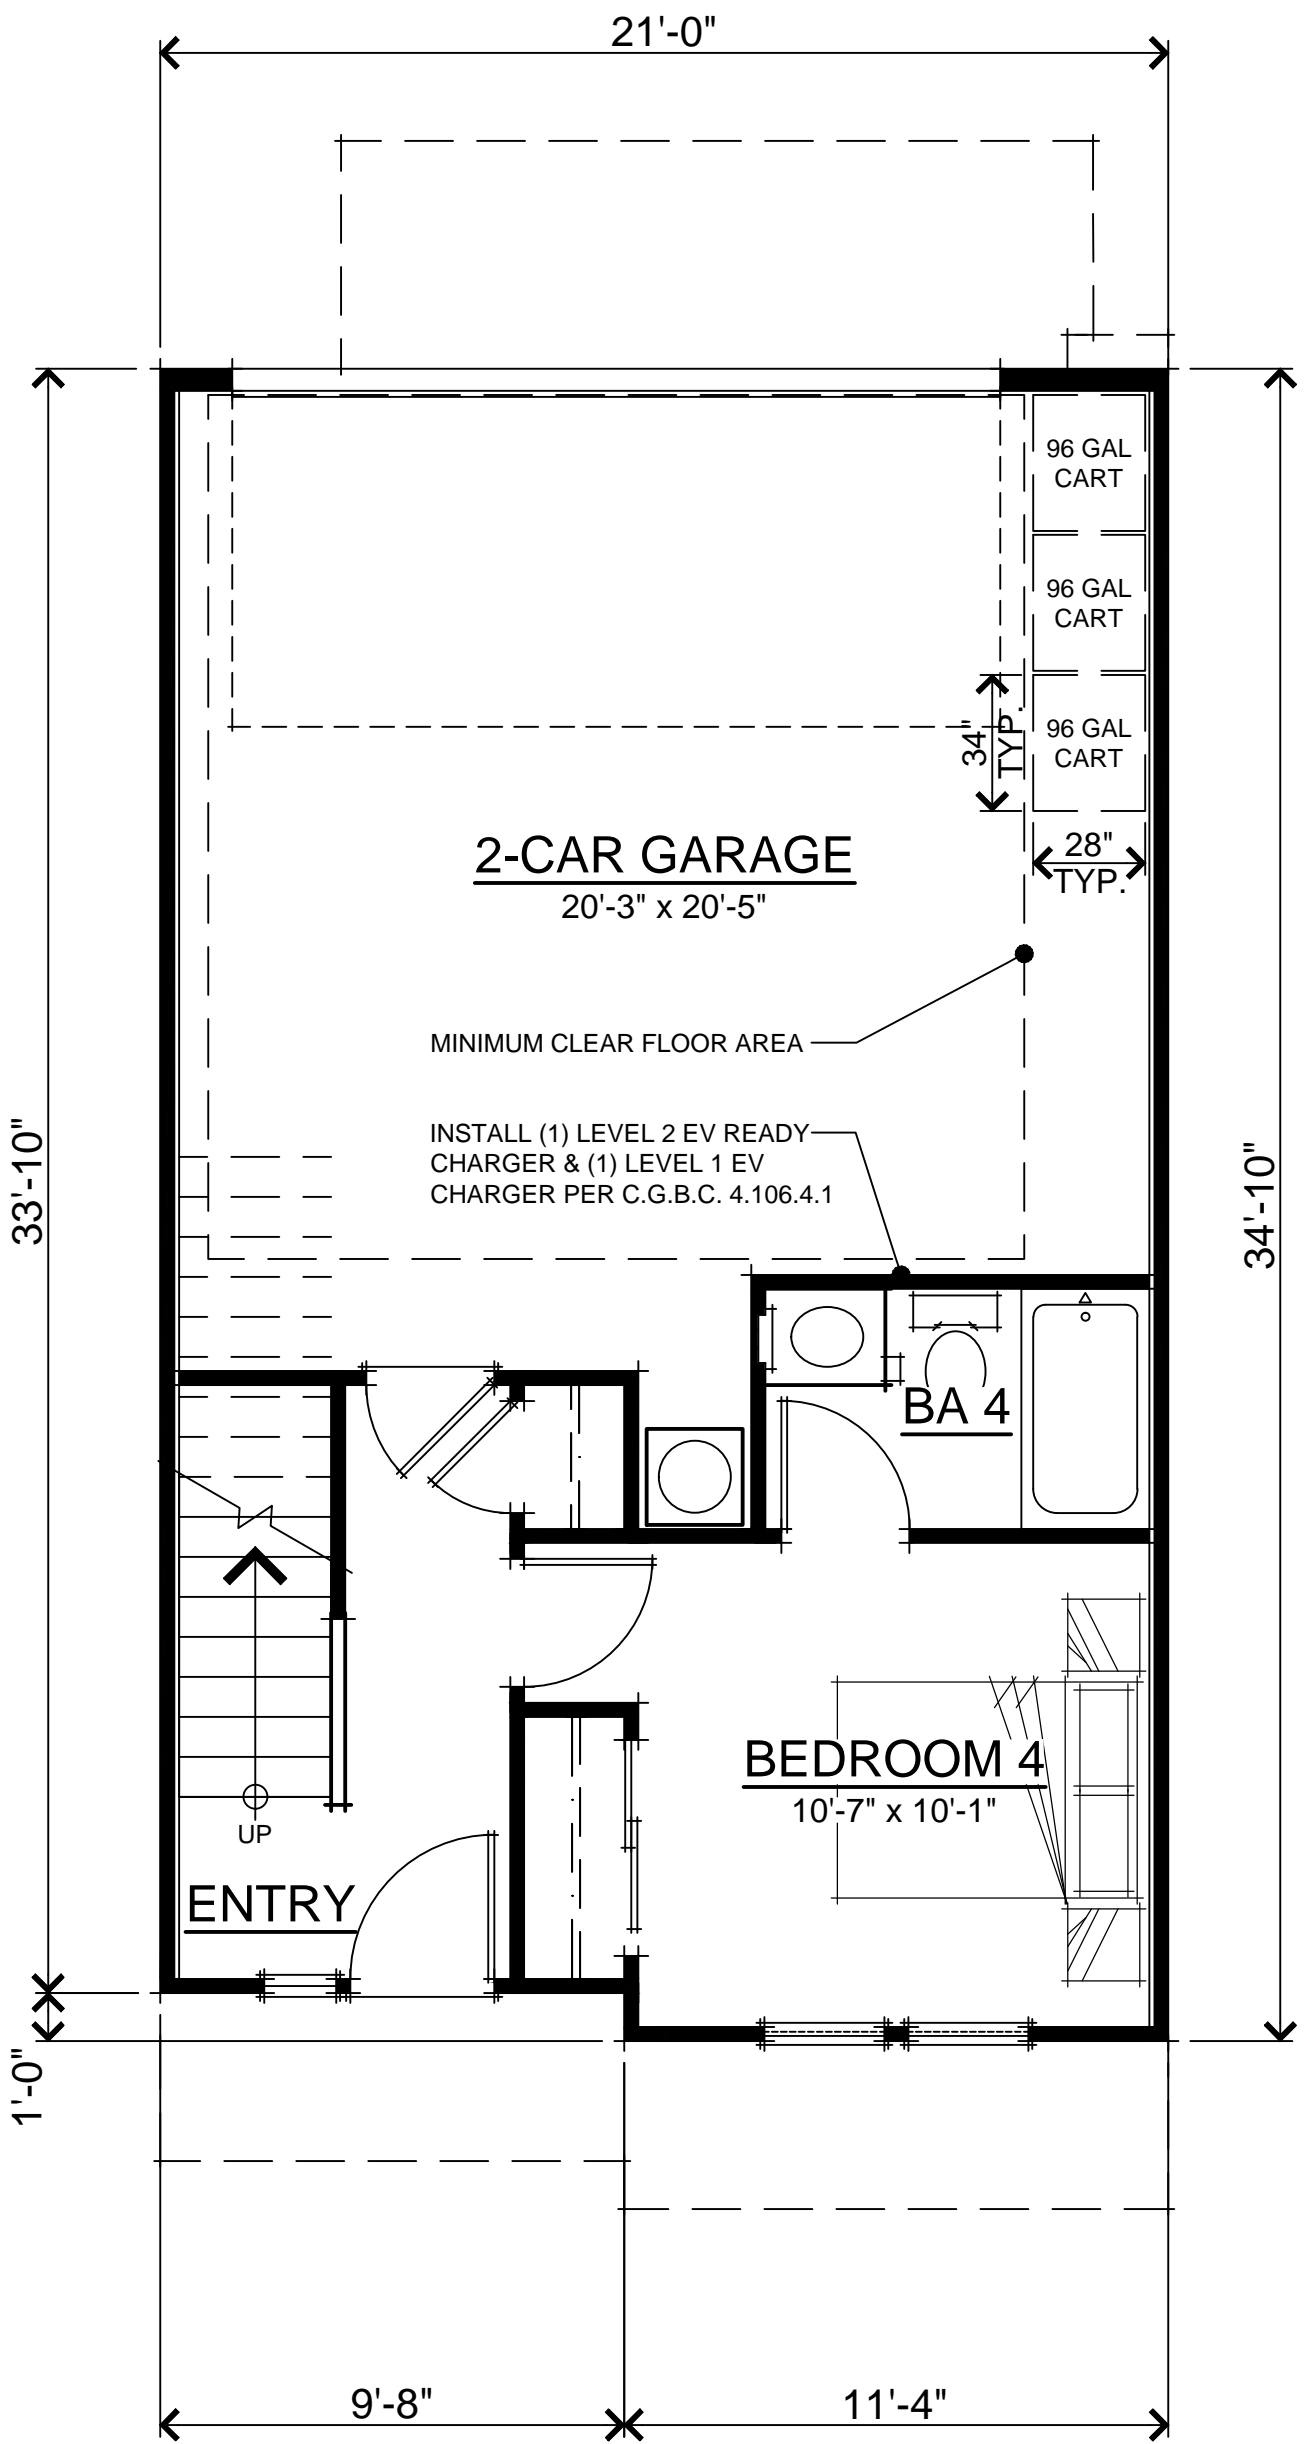 21'-0"
96 GAL
CART
96 GAL
CART
96 GAL
CART
34"
TYP.
28"
TYP.
2-CAR GARAGE
20'-3" x 20'-5"
MINIMUM CLEAR FLOOR AREA
INSTALL (1) LEVEL 2 EV READY
CHARGER & (1) LEVEL 1 EV
CHARGER PER C.G.B.C. 4.106.4.1
33'-10"
34'-10"
BA 4
BEDROOM 4
10'-7" x 10'-1"
UP
ENTRY
1'-0"
9'-8"
11'-4"